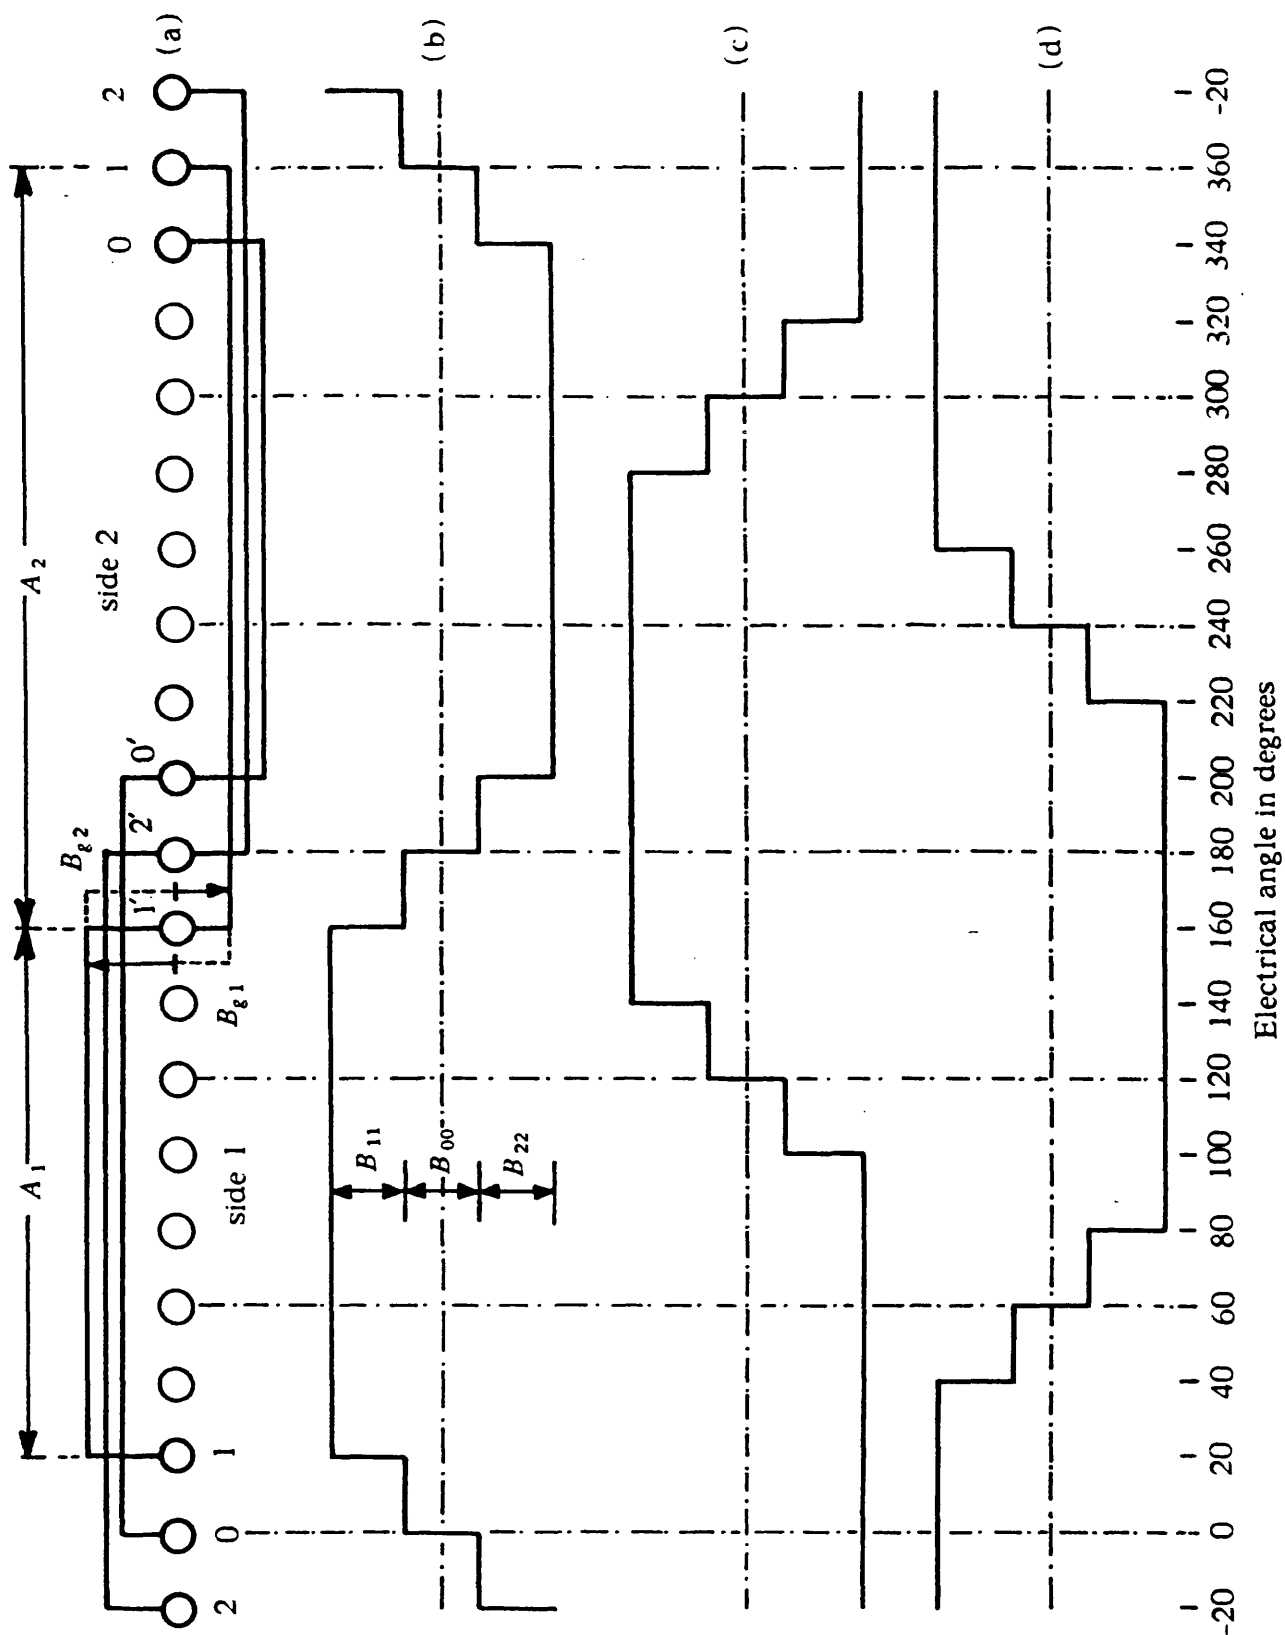 A₁
A₂
B_g2
2 0 1
1' 2' 0'
0 1 2
(a)
side 1
B_g1
side 2
(b)
B₁₁
B₀₀
B₂₂
(c)
(d)
-20 0 20 40 60 80 100 120 140 160 180 200 220 240 260 280 300 320 340 360 -20
Electrical angle in degrees